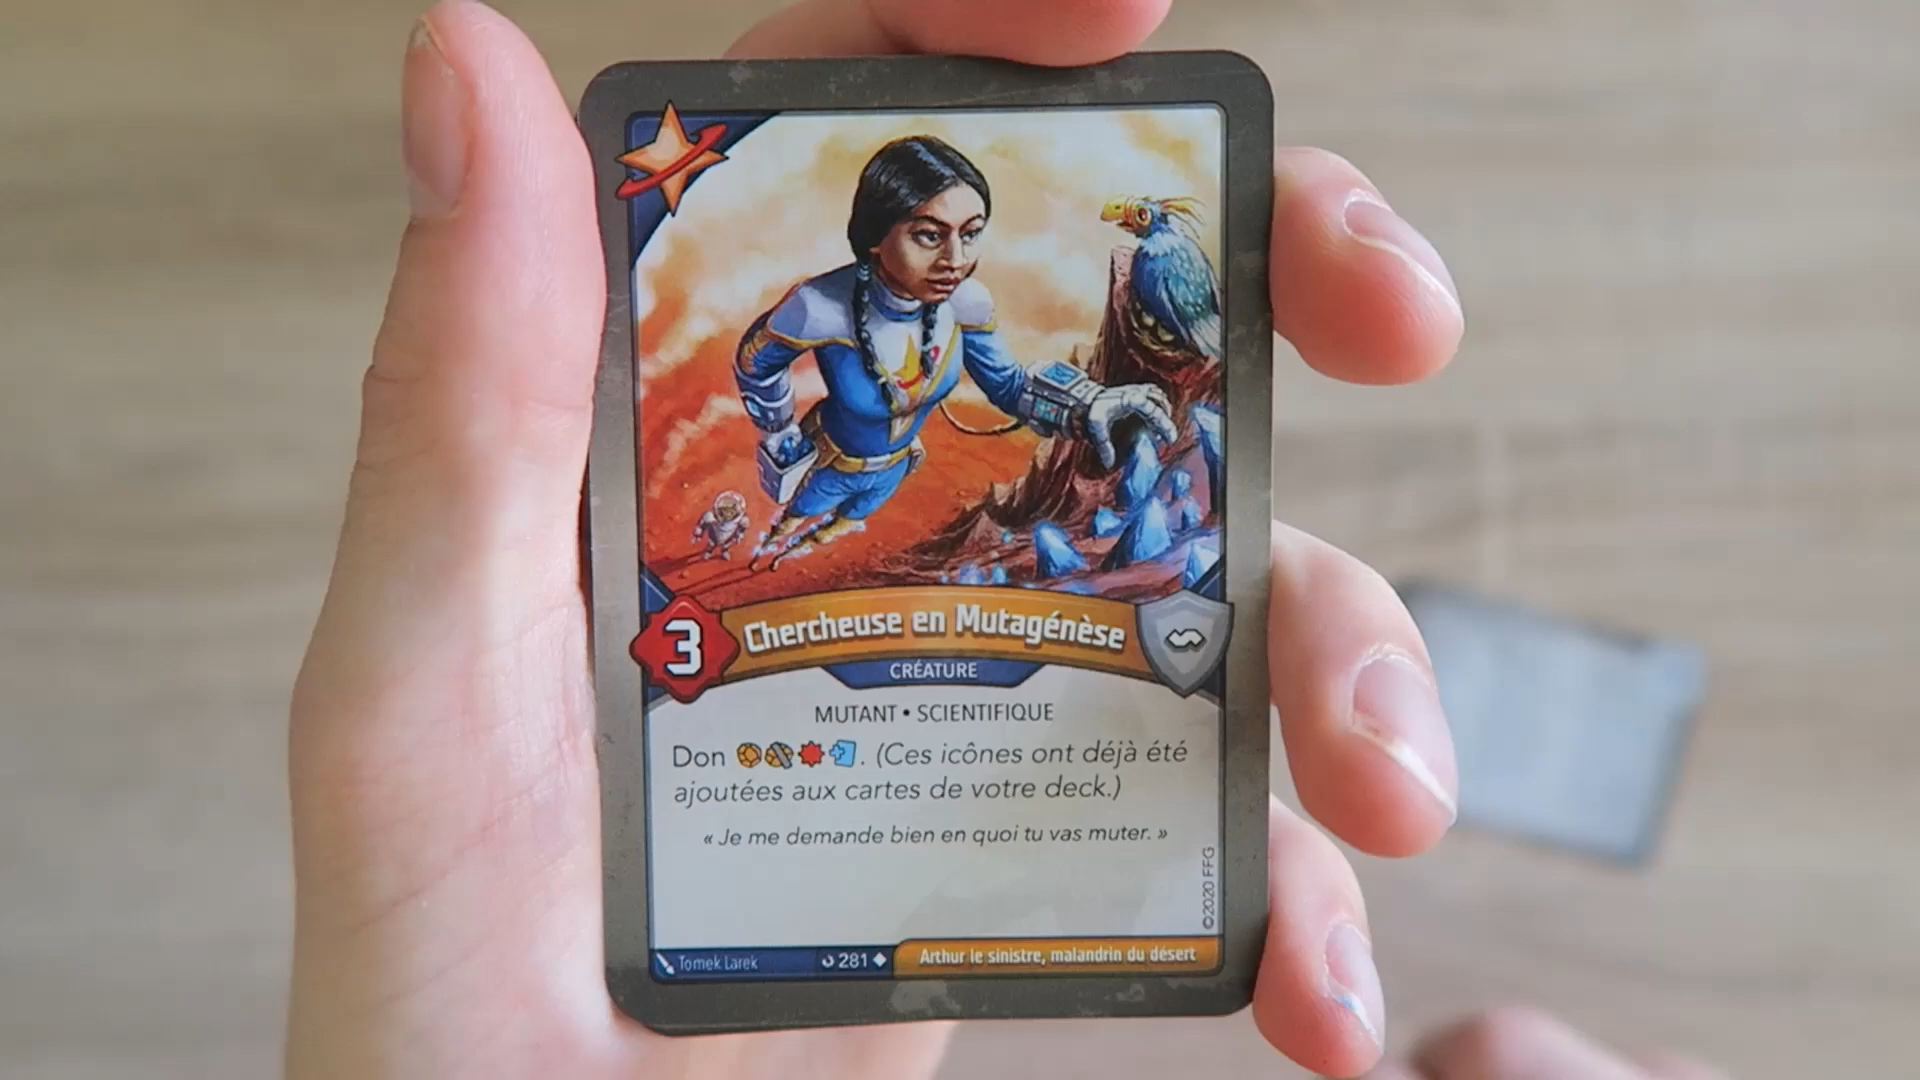 3
Chercheuse en Mutagénèse
CRÉATURE
MUTANT • SCIENTIFIQUE
Don . (Ces icônes ont déjà été
ajoutées aux cartes de votre deck.)
« Je me demande bien en quoi tu vas muter. »
©2020 FFG
Tomek Larek
281
Arthur le sinistre, malandrin du désert